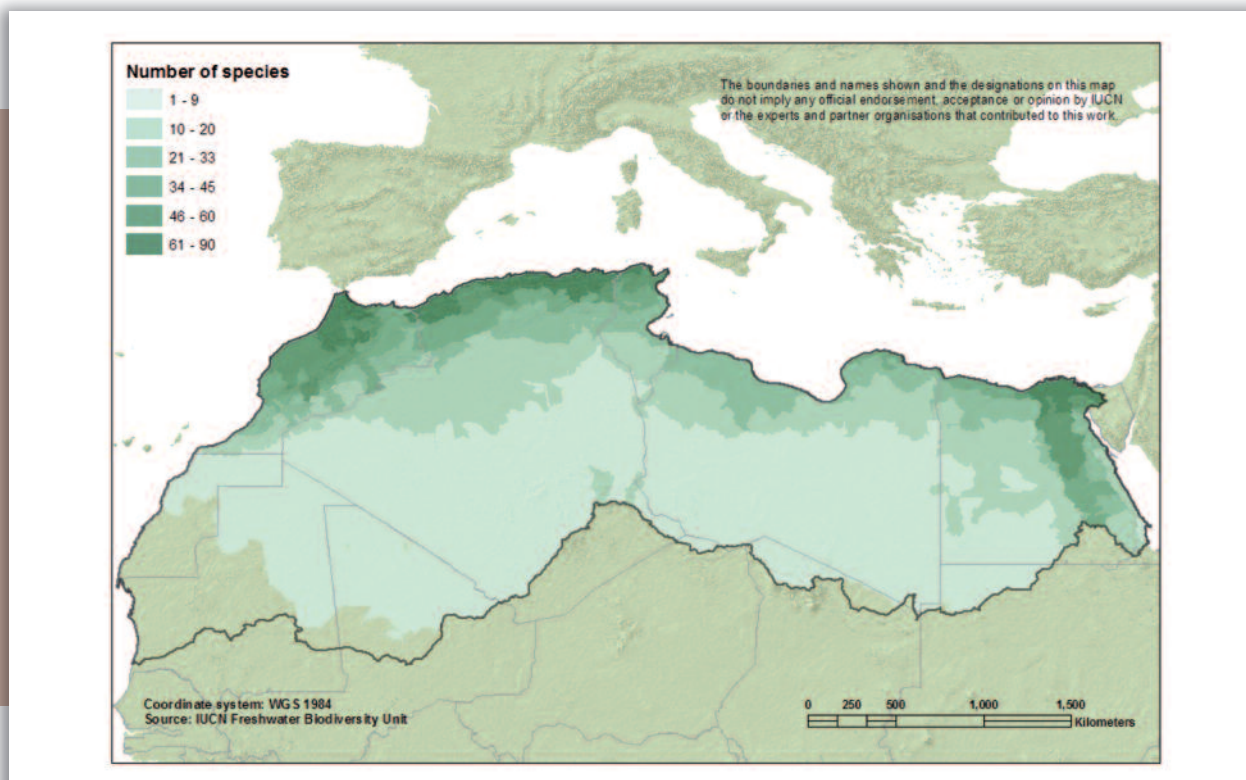 Number of species
1 - 9
10 - 20
21 - 33
34 - 45
46 - 60
61 - 90
The boundaries and names shown and the designations on this map
do not imply any official endorsement, acceptance or opinion by IUCN
or the experts and partner organisations that contributed to this work.
Coordinate system: WGS 1984
Source: IUCN Freshwater Biodiversity Unit
0 250 500 1,000 1,500
Kilometers